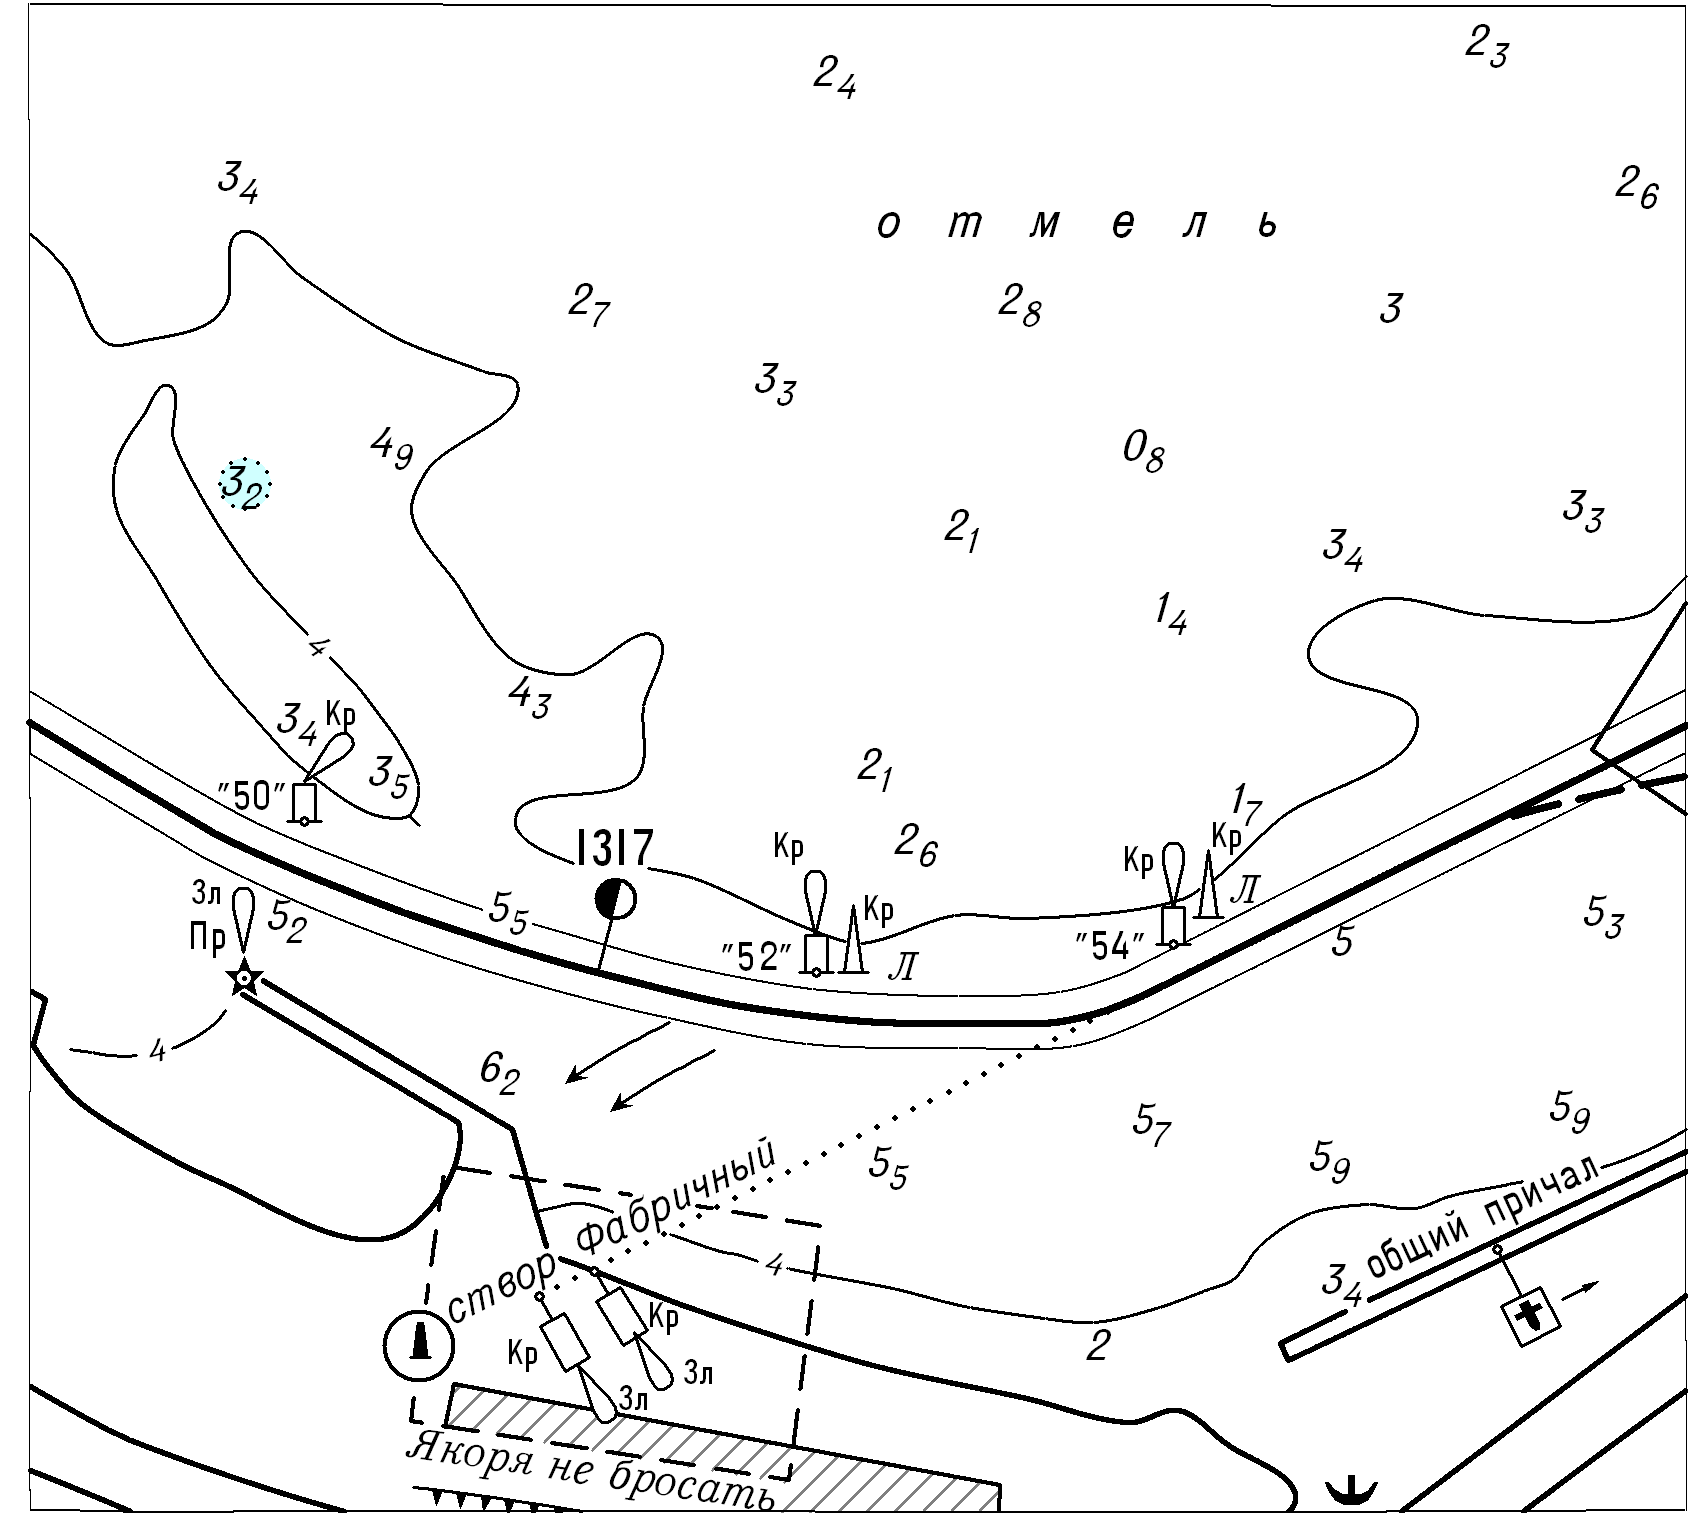 2₃
2₄
3₄
2₆
отмель
2₇
2₈
3
3₃
4₉
0₈
3₂
3₃
2₁
3₄
1₄
4
4₃
3₄
Кр
2₁
3₅
"50"
1₇
2₆
Кр
1317
Кр
Кр
Зл
5₅
Кр
Л
5₂
5₃
Пр
"52"
Л
"54"
5
4
6₂
5₇
5₉
5₉
5₅
общий причал
створ Фабричный
4
3₄
Кр
2
Кр
Зл
Зл
Якоря не бросать